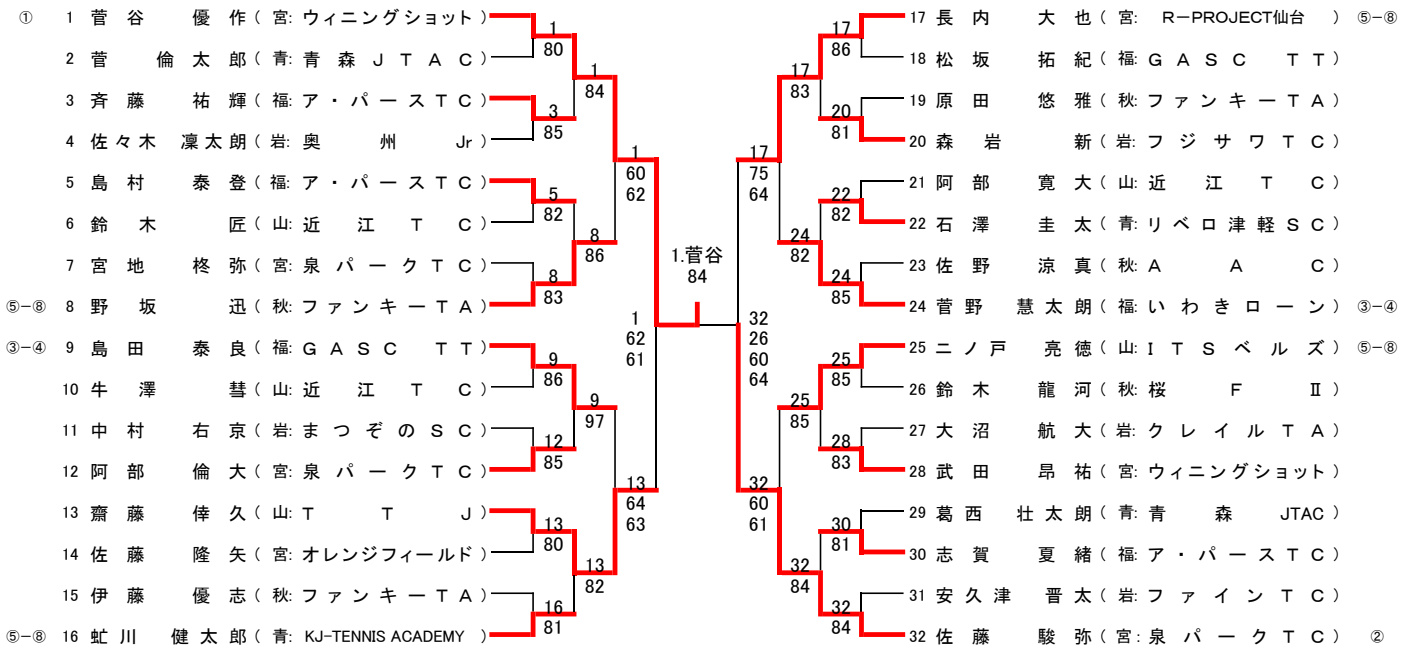 ① 1 菅谷 優作 ( 宮: ウィニングショット )
2 菅 倫太郎 ( 青: 青森JTAC )
3 斉藤 祐輝 ( 福: ア・パースTC )
4 佐々木 凜太朗 ( 岩: 奥州 Jr )
5 島村 泰登 ( 福: ア・パースTC )
6 鈴木 匠 ( 山: 近江TC )
7 宮地 柊弥 ( 宮: 泉パークTC )
⑤-⑧ 8 野坂 迅 ( 秋: ファンキーTA )
③-④ 9 島田 泰良 ( 福: GASC TT )
10 牛澤 彗 ( 山: 近江TC )
11 中村 右京 ( 岩: まつぞのSC )
12 阿部 倫大 ( 宮: 泉パークTC )
13 齋藤 倖久 ( 山: TTJ )
14 佐藤 隆矢 ( 宮: オレンジフィールド )
15 伊藤 優志 ( 秋: ファンキーTA )
⑤-⑧ 16 虻川 健太郎 ( 青: KJ-TENNIS ACADEMY )
1
80
3
85
5
82
8
83
9
86
12
85
13
80
16
81
1
84
8
86
9
97
13
82
1
60
62
13
64
63
1
62
61
1.菅谷
84
32
26
60
64
17
75
64
32
60
61
17
83
24
82
25
85
32
84
17
86
20
81
22
82
24
85
25
85
28
83
30
81
32
84
17 長内 大也 ( 宮: R-PROJECT仙台 ) ⑤-⑧
18 松坂 拓紀 ( 福: GASC TT )
19 原田 悠雅 ( 秋: ファンキーTA )
20 森岩 新 ( 岩: フジサワTC )
21 阿部 寛大 ( 山: 近江TC )
22 石澤 圭太 ( 青: リベロ津軽SC )
23 佐野 涼真 ( 秋: AAC )
24 菅野 慧太朗 ( 福: いわきローン ) ③-④
25 二ノ戸 亮徳 ( 山: ITSベルズ ) ⑤-⑧
26 鈴木 龍河 ( 秋: 桜FⅡ )
27 大沼 航大 ( 岩: クレイルTA )
28 武田 昂祐 ( 宮: ウィニングショット )
29 葛西 壮太朗 ( 青: 青森JTAC )
30 志賀 夏緒 ( 福: ア・パースTC )
31 安久津 晋太 ( 岩: ファインTC )
32 佐藤 駿弥 ( 宮: 泉パークTC ) ②